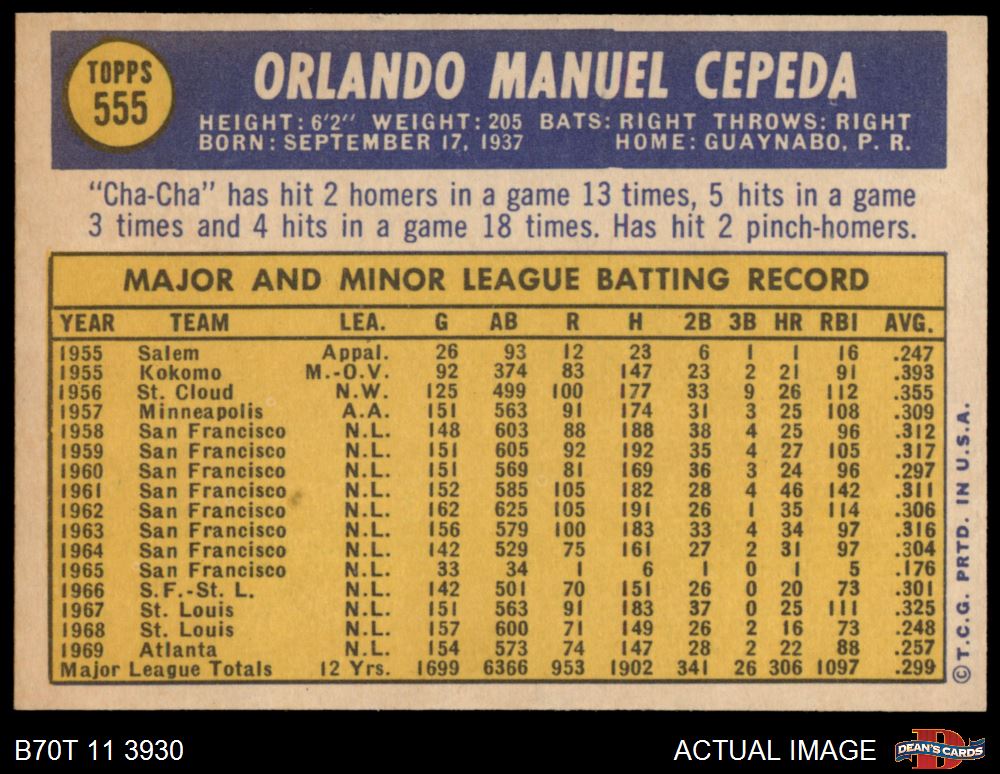 TOPPS
555
ORLANDO MANUEL CEPEDA
HEIGHT: 6'2" WEIGHT: 205 BATS: RIGHT THROWS: RIGHT
BORN: SEPTEMBER 17, 1937 HOME: GUAYNABO, P. R.
"Cha-Cha" has hit 2 homers in a game 13 times, 5 hits in a game
3 times and 4 hits in a game 18 times. Has hit 2 pinch-homers.
MAJOR AND MINOR LEAGUE BATTING RECORD
YEAR TEAM LEA. G AB R H 2B 3B HR RBI AVG.
1955 Salem Appal. 26 93 12 23 6 1 1 16 .247
1955 Kokomo M.-O.V. 92 374 83 147 23 2 21 91 .393
1956 St. Cloud N.W. 125 499 100 177 33 9 26 112 .355
1957 Minneapolis A.A. 151 563 91 174 31 3 25 108 .309
1958 San Francisco N.L. 148 603 88 188 38 4 25 96 .312
1959 San Francisco N.L. 151 605 92 192 35 4 27 105 .317
1960 San Francisco N.L. 151 569 81 169 36 3 24 96 .297
1961 San Francisco N.L. 152 585 105 182 28 4 46 142 .311
1962 San Francisco N.L. 162 625 105 191 26 1 35 114 .306
1963 San Francisco N.L. 156 579 100 183 33 4 34 97 .316
1964 San Francisco N.L. 142 529 75 161 27 2 31 97 .304
1965 San Francisco N.L. 33 34 1 6 1 0 1 5 .176
1966 S.F.-St. L. N.L. 142 501 70 151 26 0 20 73 .301
1967 St. Louis N.L. 151 563 91 183 37 0 25 111 .325
1968 St. Louis N.L. 157 600 71 149 26 2 16 73 .248
1969 Atlanta N.L. 154 573 74 147 28 2 22 88 .257
Major League Totals 12 Yrs. 1699 6366 953 1902 341 26 306 1097 .299
©T.C.G. PRTD. IN U.S.A.
B70T 11 3930
ACTUAL IMAGE
DEAN'S CARDS